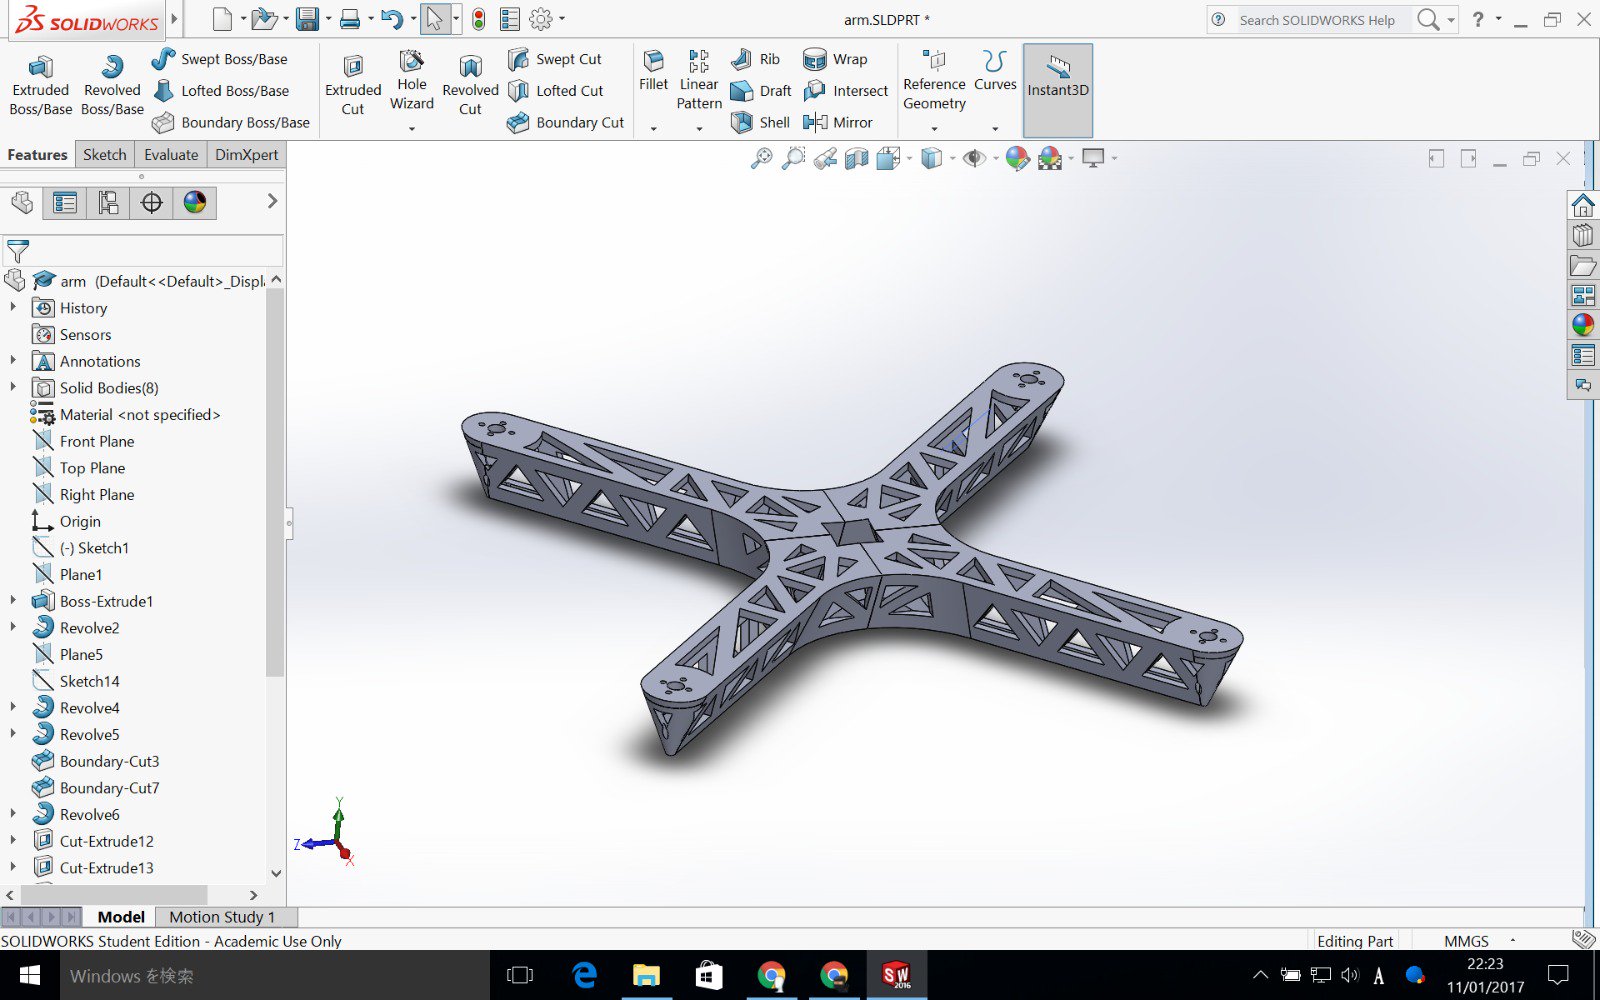 SOLIDWORKS
arm.SLDPRT *
Search SOLIDWORKS Help
?
Extruded Boss/Base
Revolved Boss/Base
Swept Boss/Base
Lofted Boss/Base
Boundary Boss/Base
Extruded Cut
Hole Wizard
Revolved Cut
Swept Cut
Lofted Cut
Boundary Cut
Fillet
Linear Pattern
Rib
Draft
Shell
Wrap
Intersect
Mirror
Reference Geometry
Curves
Instant3D
Features
Sketch
Evaluate
DimXpert
arm (Default<<Default>_Displ
History
Sensors
Annotations
Solid Bodies(8)
Material <not specified>
Front Plane
Top Plane
Right Plane
Origin
(-) Sketch1
Plane1
Boss-Extrude1
Revolve2
Plane5
Sketch14
Revolve4
Revolve5
Boundary-Cut3
Boundary-Cut7
Revolve6
Cut-Extrude12
Cut-Extrude13
Y
Z
X
Model
Motion Study 1
SOLIDWORKS Student Edition - Academic Use Only
Editing Part
MMGS
Windows を検索
SW
2016
A
22:23
11/01/2017